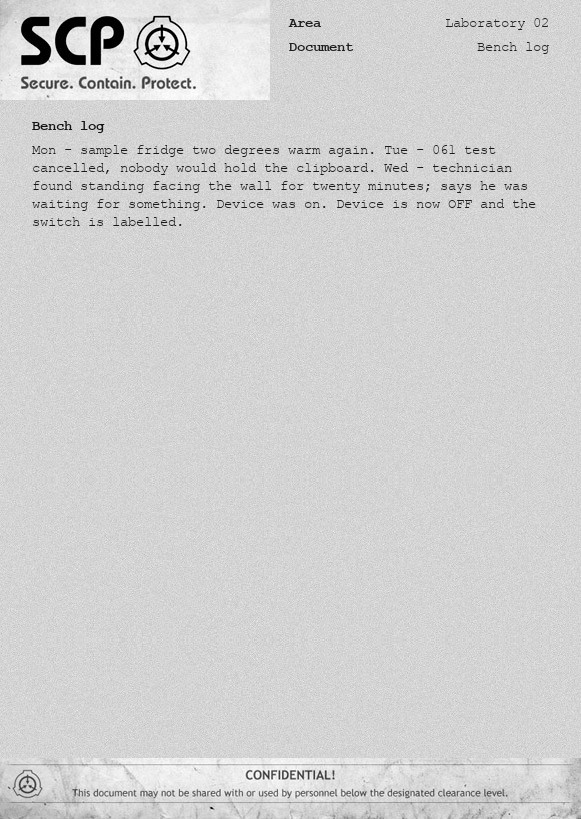 SCP
Secure. Contain. Protect.
Area Laboratory 02
Document Bench log
Bench log
Mon - sample fridge two degrees warm again. Tue - 061 test
cancelled, nobody would hold the clipboard. Wed - technician
found standing facing the wall for twenty minutes; says he was
waiting for something. Device was on. Device is now OFF and the
switch is labelled.
CONFIDENTIAL!
This document may not be shared with or used by personnel below the designated clearance level.